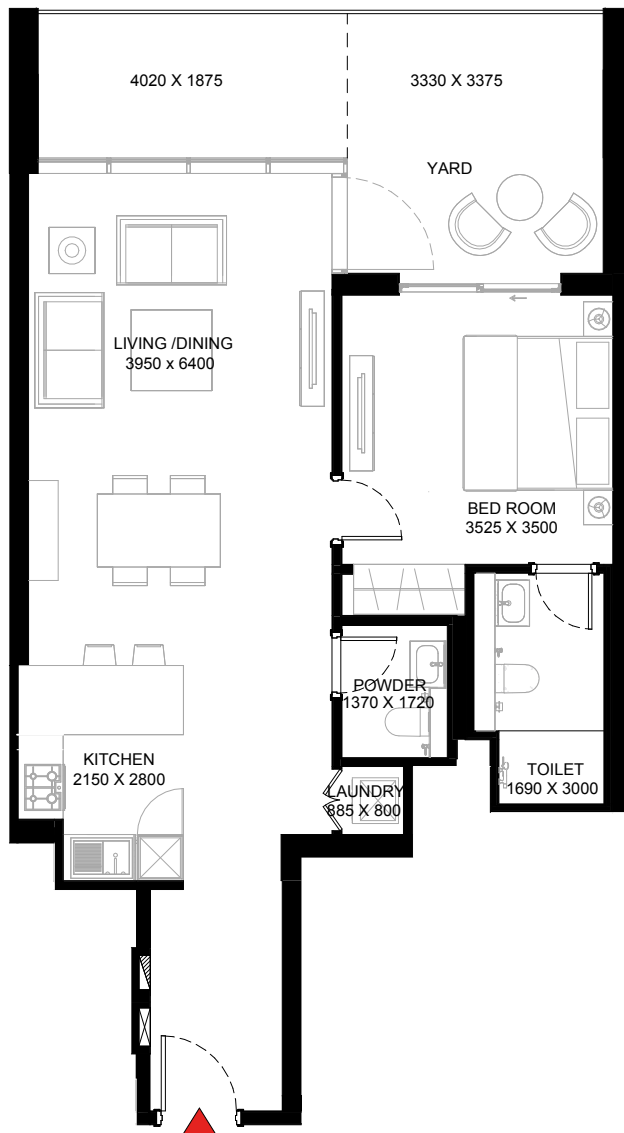 4020 X 1875
3330 X 3375
YARD
LIVING /DINING
3950 x 6400
BED ROOM
3525 X 3500
POWDER
1370 X 1720
KITCHEN
2150 X 2800
LAUNDRY
885 X 800
TOILET
1690 X 3000